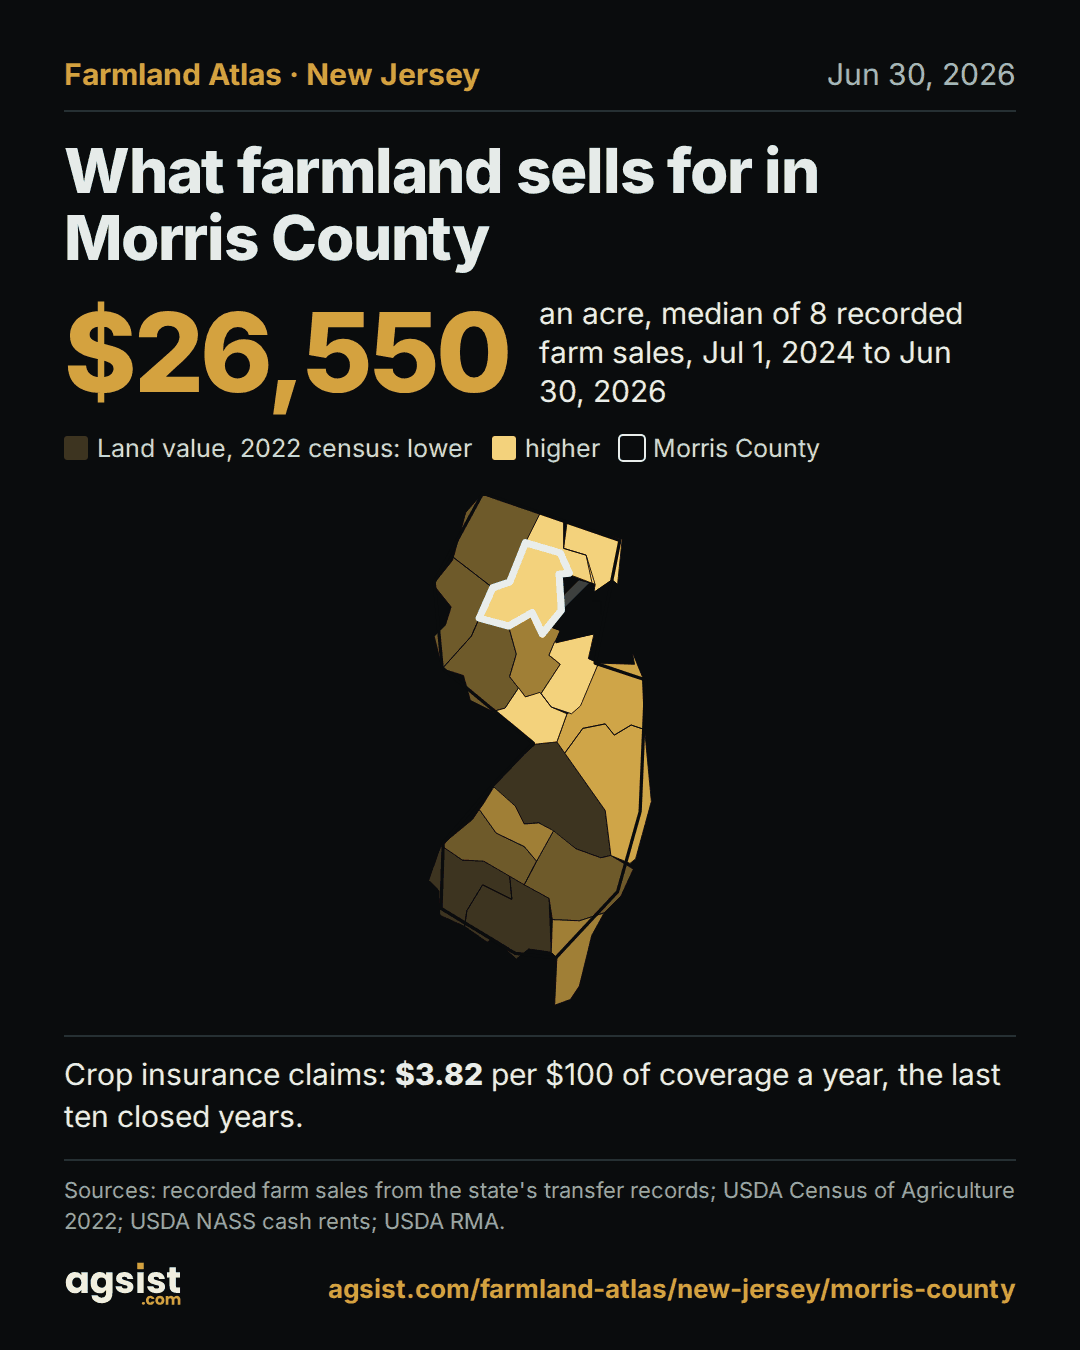 Farmland Atlas · New Jersey
Jun 30, 2026
What farmland sells for in
Morris County
$26,550
an acre, median of 8 recorded
farm sales, Jul 1, 2024 to Jun
30, 2026
Land value, 2022 census: lower
higher
Morris County
Crop insurance claims: $3.82 per $100 of coverage a year, the last
ten closed years.
Sources: recorded farm sales from the state's transfer records; USDA Census of Agriculture
2022; USDA NASS cash rents; USDA RMA.
agsist
.com
agsist.com/farmland-atlas/new-jersey/morris-county